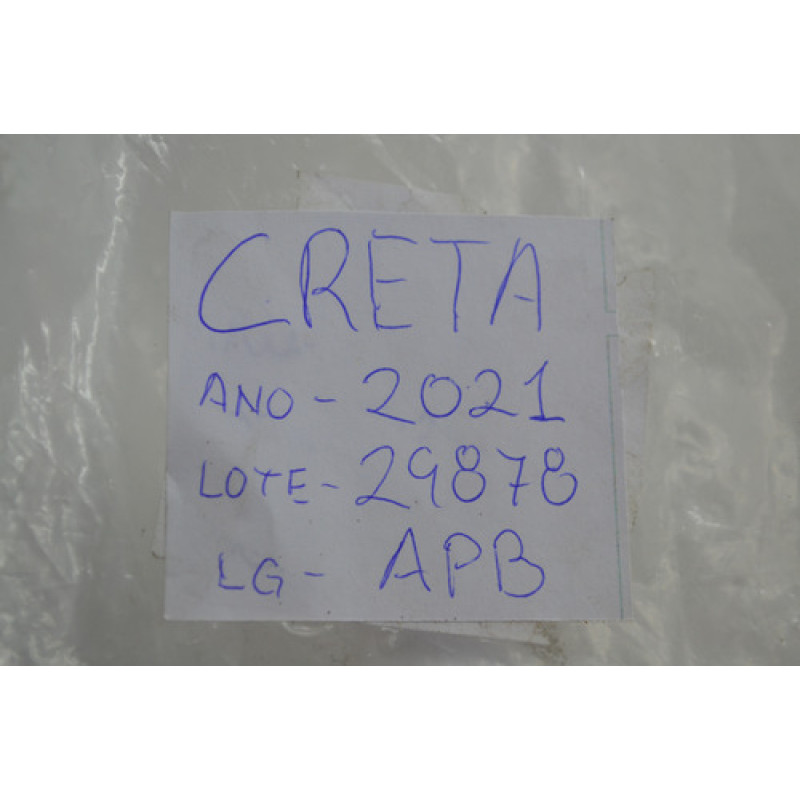 CRETA
ANO - 2021
LOTE - 29878
LG - APB